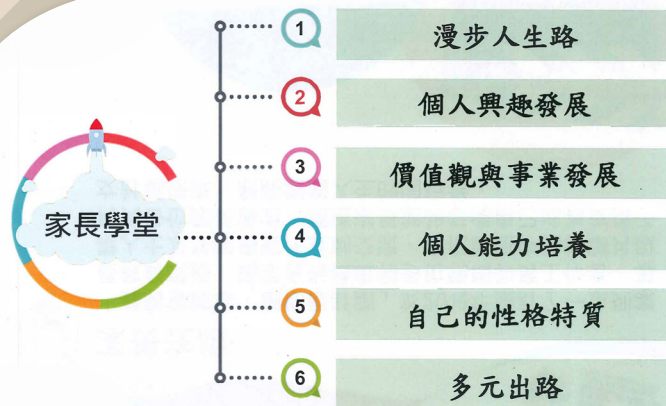 家長學堂
1 漫步人生路
2 個人興趣發展
3 價值觀與事業發展
4 個人能力培養
5 自己的性格特質
6 多元出路